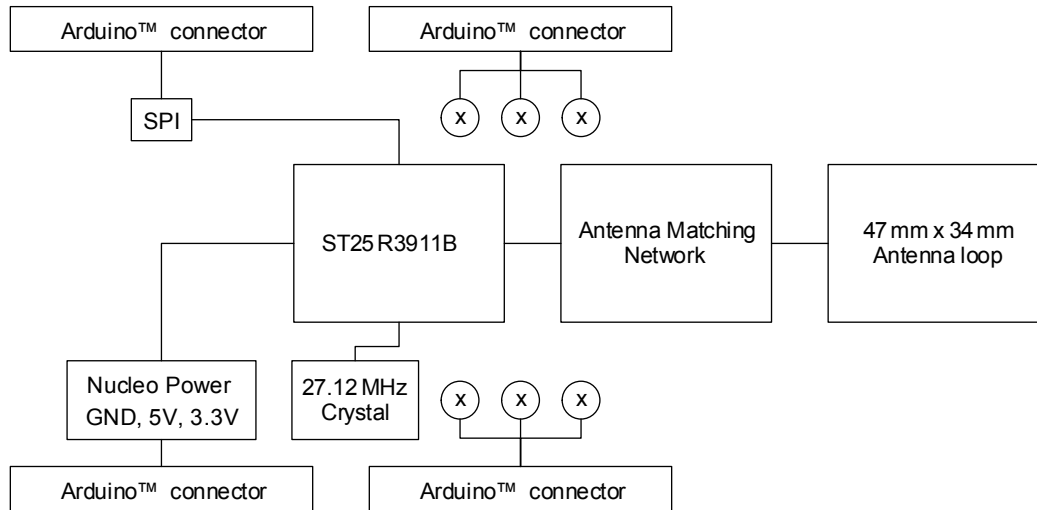 Arduino™ connector
Arduino™ connector
SPI
X
X
X
ST25R3911B
Antenna Matching
Network
47 mm x 34 mm
Antenna loop
Nucleo Power
GND, 5V, 3.3V
27.12 MHz
Crystal
X
X
X
Arduino™ connector
Arduino™ connector